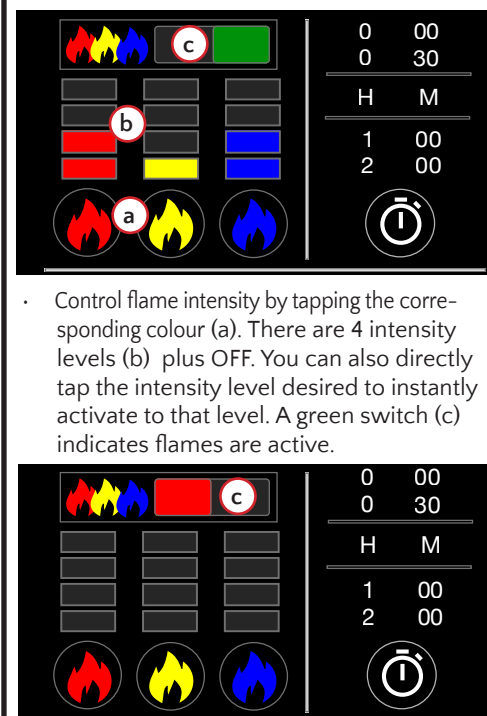 c
0 00
0 30
H M
b
1 00
2 00
a
· Control flame intensity by tapping the corre-
sponding colour (a). There are 4 intensity
levels (b) plus OFF. You can also directly
tap the intensity level desired to instantly
activate to that level. A green switch (c)
indicates flames are active.
c
0 00
0 30
H M
1 00
2 00